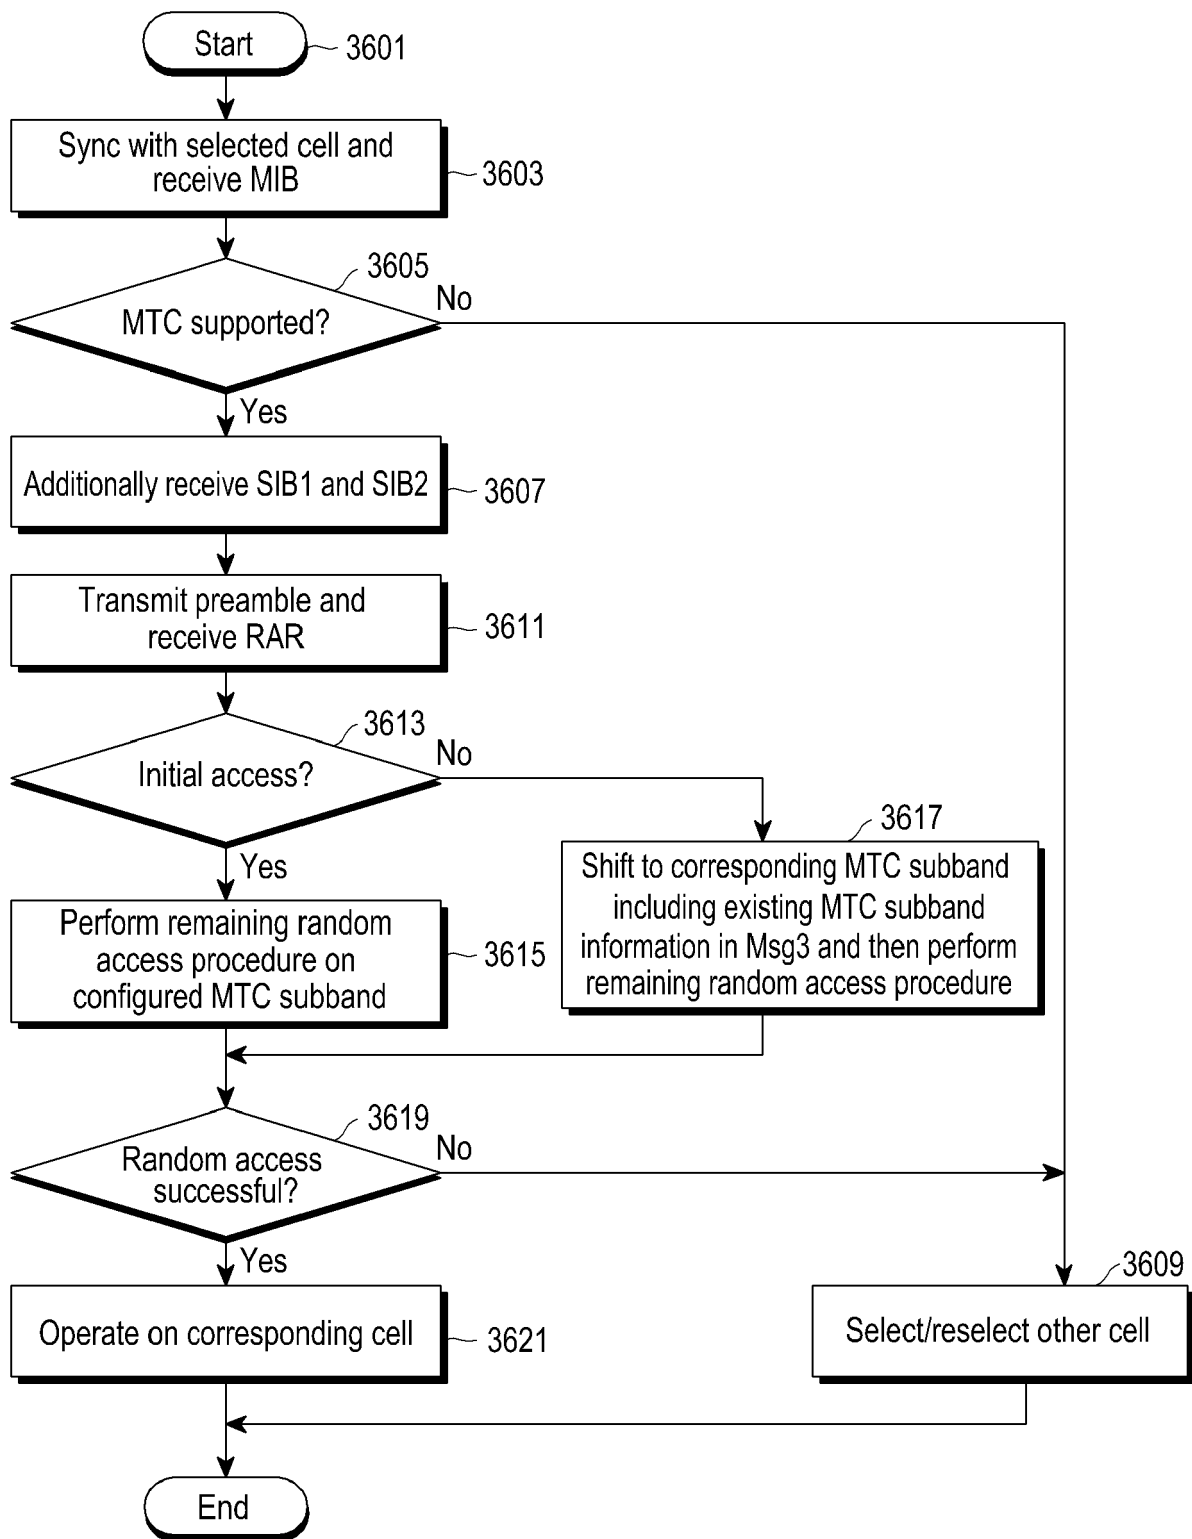 Start
3601
Sync with selected cell and
receive MIB
3603
3605
MTC supported?
No
Yes
Additionally receive SIB1 and SIB2
3607
Transmit preamble and
receive RAR
3611
3613
Initial access?
No
Yes
3617
Shift to corresponding MTC subband
including existing MTC subband
information in Msg3 and then perform
remaining random access procedure
Perform remaining random
access procedure on
configured MTC subband
3615
3619
Random access
successful?
No
Yes
3609
Operate on corresponding cell
3621
Select/reselect other cell
End